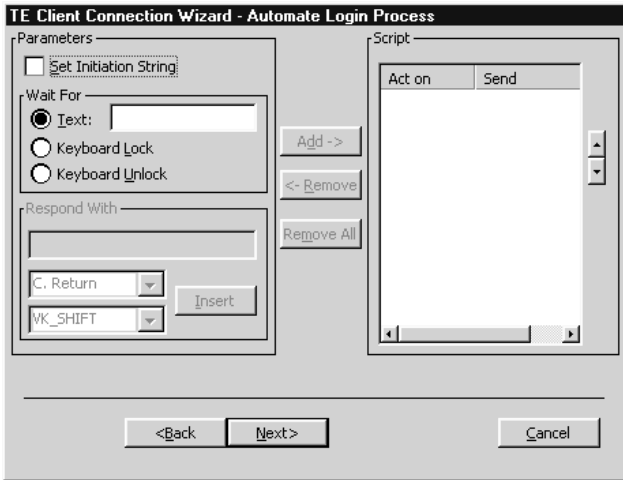 TE Client Connection Wizard - Automate Login Process
Parameters
Set Initiation String
Wait For
Text:
Keyboard Lock
Keyboard Unlock
Respond With
C. Return
VK_SHIFT
Insert
Add ->
<- Remove
Remove All
Script
Act on Send
<Back Next> Cancel